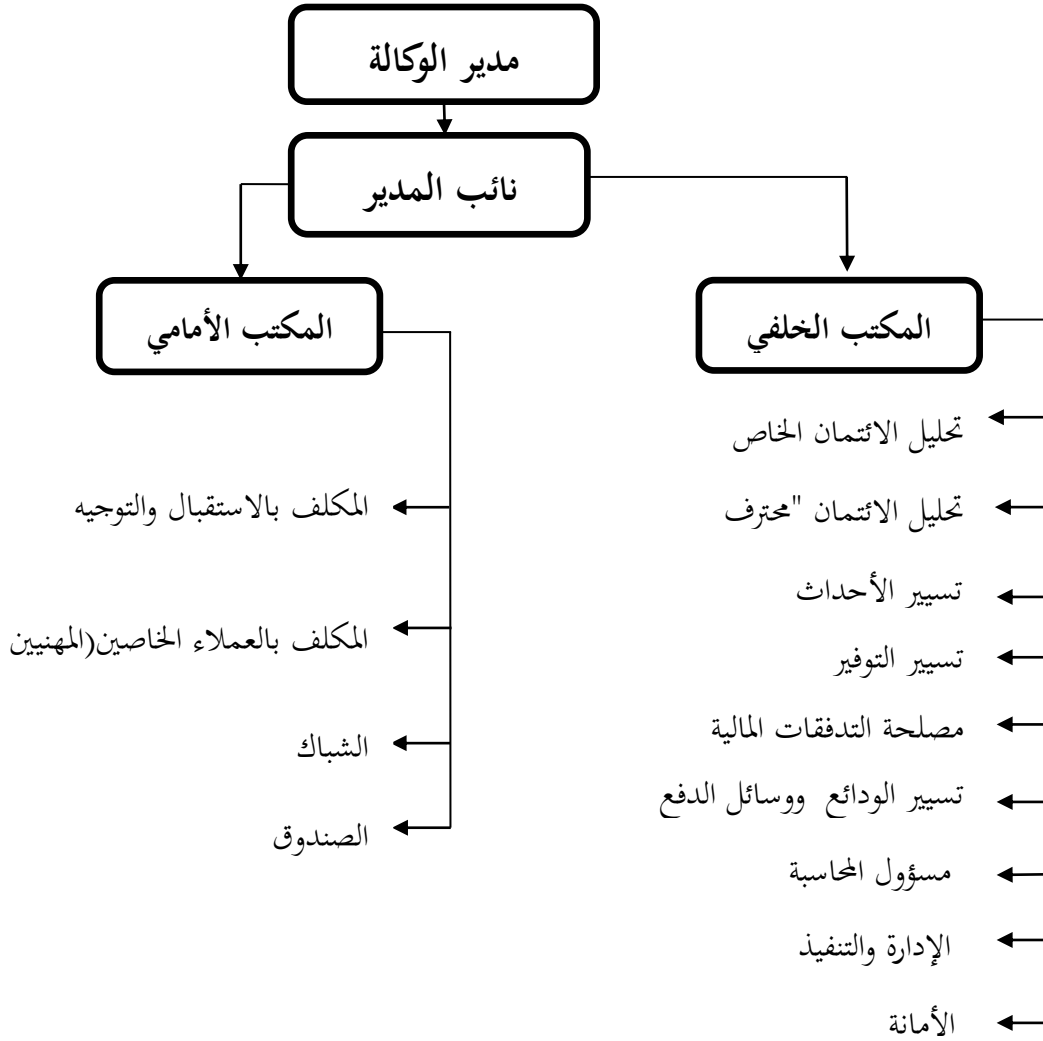 مدير الوكالة
نائب المدير
المكتب الخلفي
تحليل الائتمان الخاص
تحليل الائتمان "محترف
تسيير الأحداث
تسيير التوفير
مصلحة التدفقات المالية
تسيير الودائع ووسائل الدفع
مسؤول المحاسبة
الإدارة والتنفيذ
الأمانة
المكتب الأمامي
المكلف بالاستقبال والتوجيه
المكلف بالعملاء الخاصين(المهنيين
الشباك
الصندوق